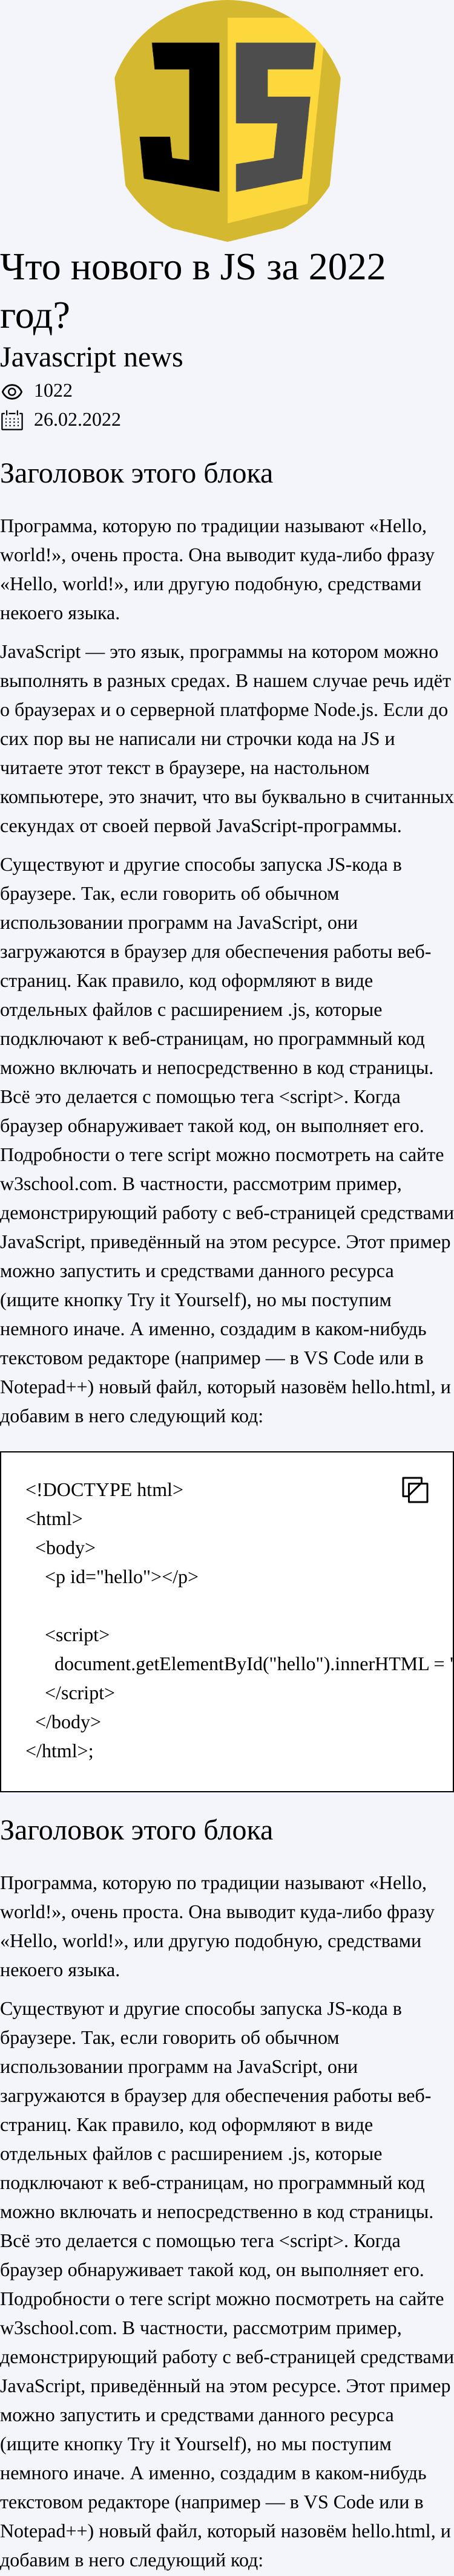 JS
Что нового в JS за 2022
год?
Javascript news
1022
26.02.2022
Заголовок этого блока
Программа, которую по традиции называют «Hello,
world!», очень проста. Она выводит куда-либо фразу
«Hello, world!», или другую подобную, средствами
некоего языка.
JavaScript — это язык, программы на котором можно
выполнять в разных средах. В нашем случае речь идёт
о браузерах и о серверной платформе Node.js. Если до
сих пор вы не написали ни строчки кода на JS и
читаете этот текст в браузере, на настольном
компьютере, это значит, что вы буквально в считанных
секундах от своей первой JavaScript-программы.
Существуют и другие способы запуска JS-кода в
браузере. Так, если говорить об обычном
использовании программ на JavaScript, они
загружаются в браузер для обеспечения работы веб-
страниц. Как правило, код оформляют в виде
отдельных файлов с расширением .js, которые
подключают к веб-страницам, но программный код
можно включать и непосредственно в код страницы.
Всё это делается с помощью тега <script>. Когда
браузер обнаруживает такой код, он выполняет его.
Подробности о теге script можно посмотреть на сайте
w3school.com. В частности, рассмотрим пример,
демонстрирующий работу с веб-страницей средствами
JavaScript, приведённый на этом ресурсе. Этот пример
можно запустить и средствами данного ресурса
(ищите кнопку Try it Yourself), но мы поступим
немного иначе. А именно, создадим в каком-нибудь
текстовом редакторе (например — в VS Code или в
Notepad++) новый файл, который назовём hello.html, и
добавим в него следующий код:
<!DOCTYPE html>
<html>
<body>
<p id="hello"></p>
<script>
document.getElementById("hello").innerHTML = "
</script>
</body>
</html>;
Заголовок этого блока
Программа, которую по традиции называют «Hello,
world!», очень проста. Она выводит куда-либо фразу
«Hello, world!», или другую подобную, средствами
некоего языка.
Существуют и другие способы запуска JS-кода в
браузере. Так, если говорить об обычном
использовании программ на JavaScript, они
загружаются в браузер для обеспечения работы веб-
страниц. Как правило, код оформляют в виде
отдельных файлов с расширением .js, которые
подключают к веб-страницам, но программный код
можно включать и непосредственно в код страницы.
Всё это делается с помощью тега <script>. Когда
браузер обнаруживает такой код, он выполняет его.
Подробности о теге script можно посмотреть на сайте
w3school.com. В частности, рассмотрим пример,
демонстрирующий работу с веб-страницей средствами
JavaScript, приведённый на этом ресурсе. Этот пример
можно запустить и средствами данного ресурса
(ищите кнопку Try it Yourself), но мы поступим
немного иначе. А именно, создадим в каком-нибудь
текстовом редакторе (например — в VS Code или в
Notepad++) новый файл, который назовём hello.html, и
добавим в него следующий код: